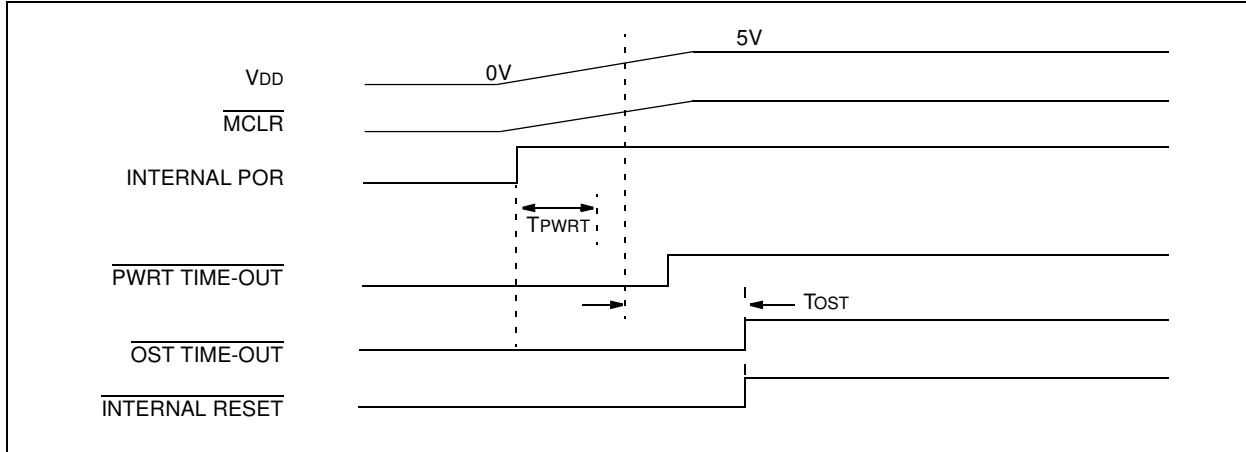 5V
VDD
0V
MCLR
INTERNAL POR
TPWRT
PWRT TIME-OUT
TOST
OST TIME-OUT
INTERNAL RESET